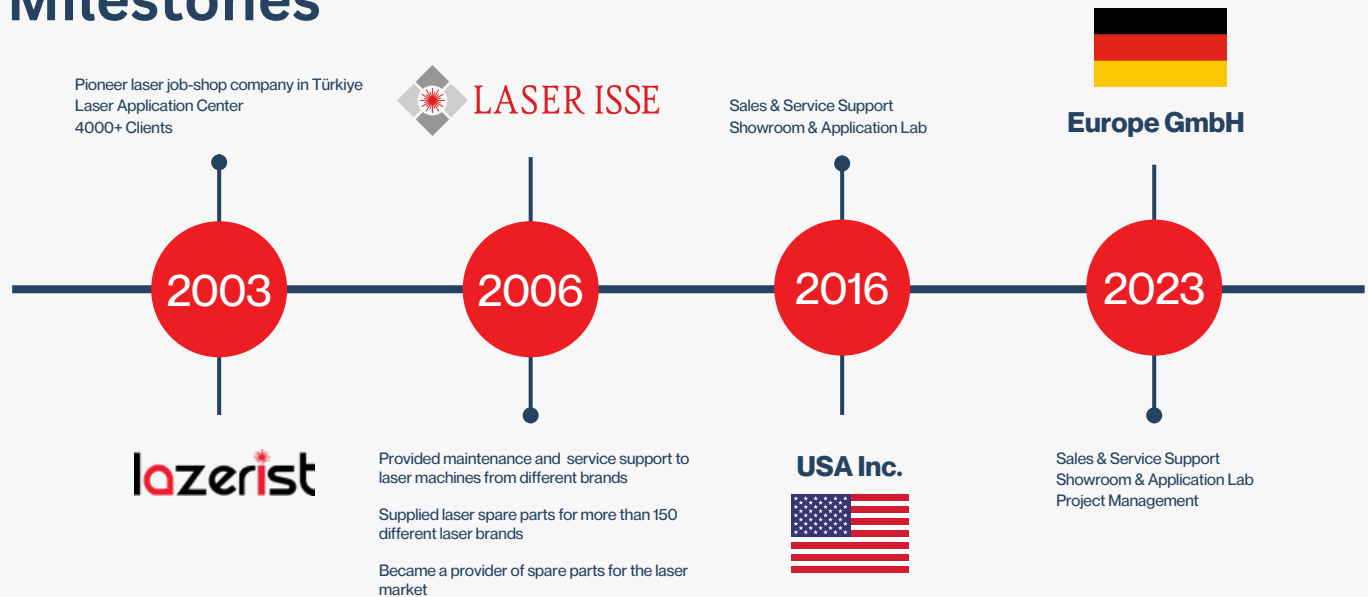 Milestones
Pioneer laser job-shop company in Türkiye
Laser Application Center
4000+ Clients
2003
lazerist
LASER ISSE
2006
Provided maintenance and service support to
laser machines from different brands
Supplied laser spare parts for more than 150
different laser brands
Became a provider of spare parts for the laser
market
Sales & Service Support
Showroom & Application Lab
2016
USA Inc.
Europe GmbH
2023
Sales & Service Support
Showroom & Application Lab
Project Management